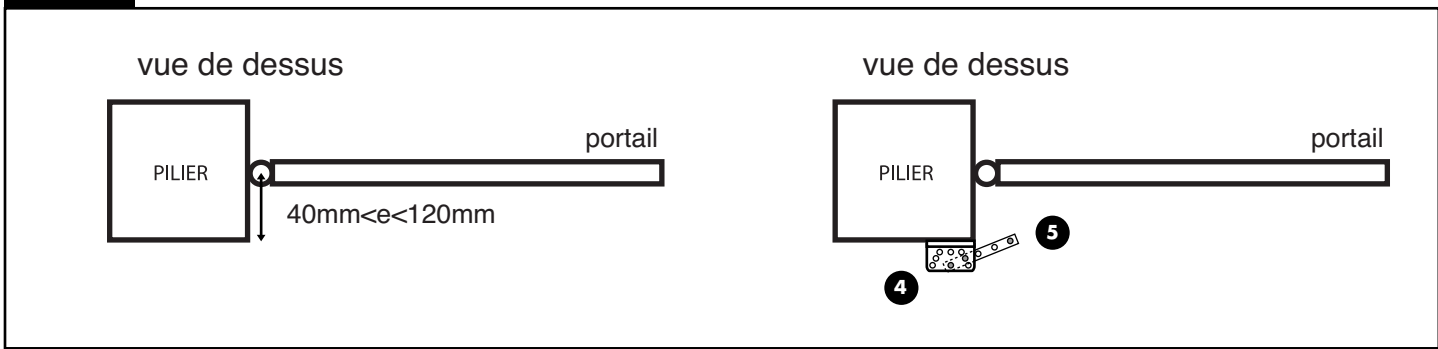 vue de dessus
portail
PILIER
40mm<e<120mm
vue de dessus
portail
PILIER
5
4